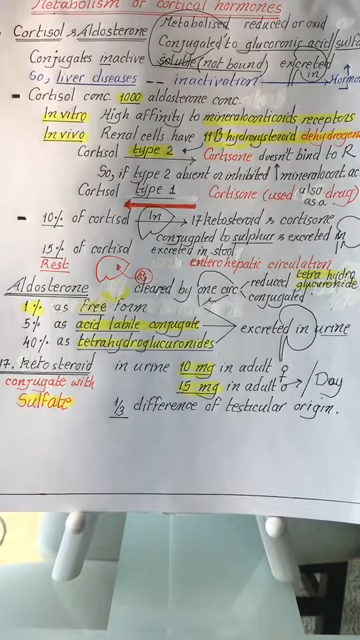 Metabolism of cortical hormones
Cortisol & Aldosterone Metabolised reduced or oxid
Conjugated to glucoronic acid/sulfa
Conjugates inactive soluble (not bound) excreted in
So, liver diseases -- inactivation Hormo
- Cortisol conc. 1000 aldosterone conc.
In vitro High affinity to mineralocorticoids receptors
In vivo Renal cells have 11β hydroxysteroid dehydrogen
Cortisol type 2 → Cortisone doesn't bind to R
So, if type 2 absent or inhibited ↑ mineralocort ac
Cortisol type 1 Cortisone (used also as a drug)
- 10% of cortisol In → 17 Ketosteroid & cortisone
conjugated to sulphur & excreted in
15% of cortisol excreted in stool
Rest enterohepatic circulation
Aldosterone cleared by one circ reduced tetrahydro glucuronide
conjugated
1% as free form
5% as acid labile conjugate excreted in urine
40% as tetrahydroglucuronides
17. Ketosteroid in urine 10 mg in adult ♀
conjugate with 15 mg in adult ♂ /Day
Sulfate 1/3 difference of testicular origin.